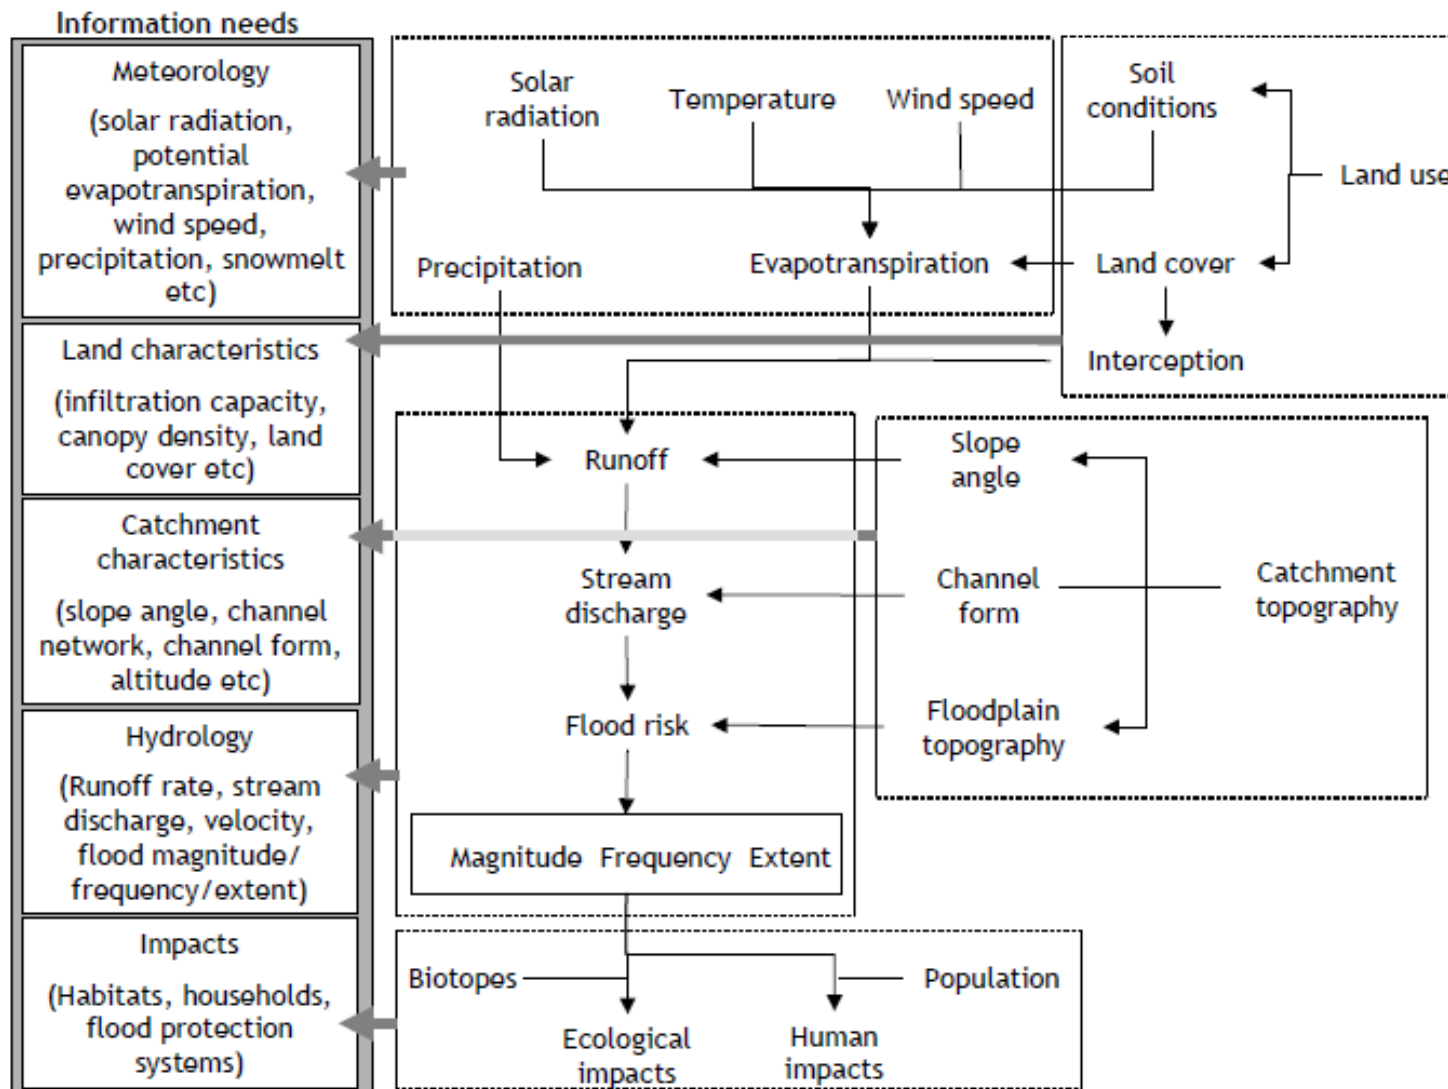 Information needs
Meteorology
(solar radiation,
potential
evapotranspiration,
wind speed,
precipitation, snowmelt
etc)
Land characteristics
(infiltration capacity,
canopy density, land
cover etc)
Catchment
characteristics
(slope angle, channel
network, channel form,
altitude etc)
Hydrology
(Runoff rate, stream
discharge, velocity,
flood magnitude/
frequency/extent)
Impacts
(Habitats, households,
flood protection
systems)
Solar
radiation
Temperature
Wind speed
Soil
conditions
Land use
Precipitation
Evapotranspiration
Land cover
Interception
Runoff
Slope
angle
Stream
discharge
Channel
form
Catchment
topography
Flood risk
Floodplain
topography
Magnitude Frequency Extent
Biotopes
Population
Ecological
impacts
Human
impacts